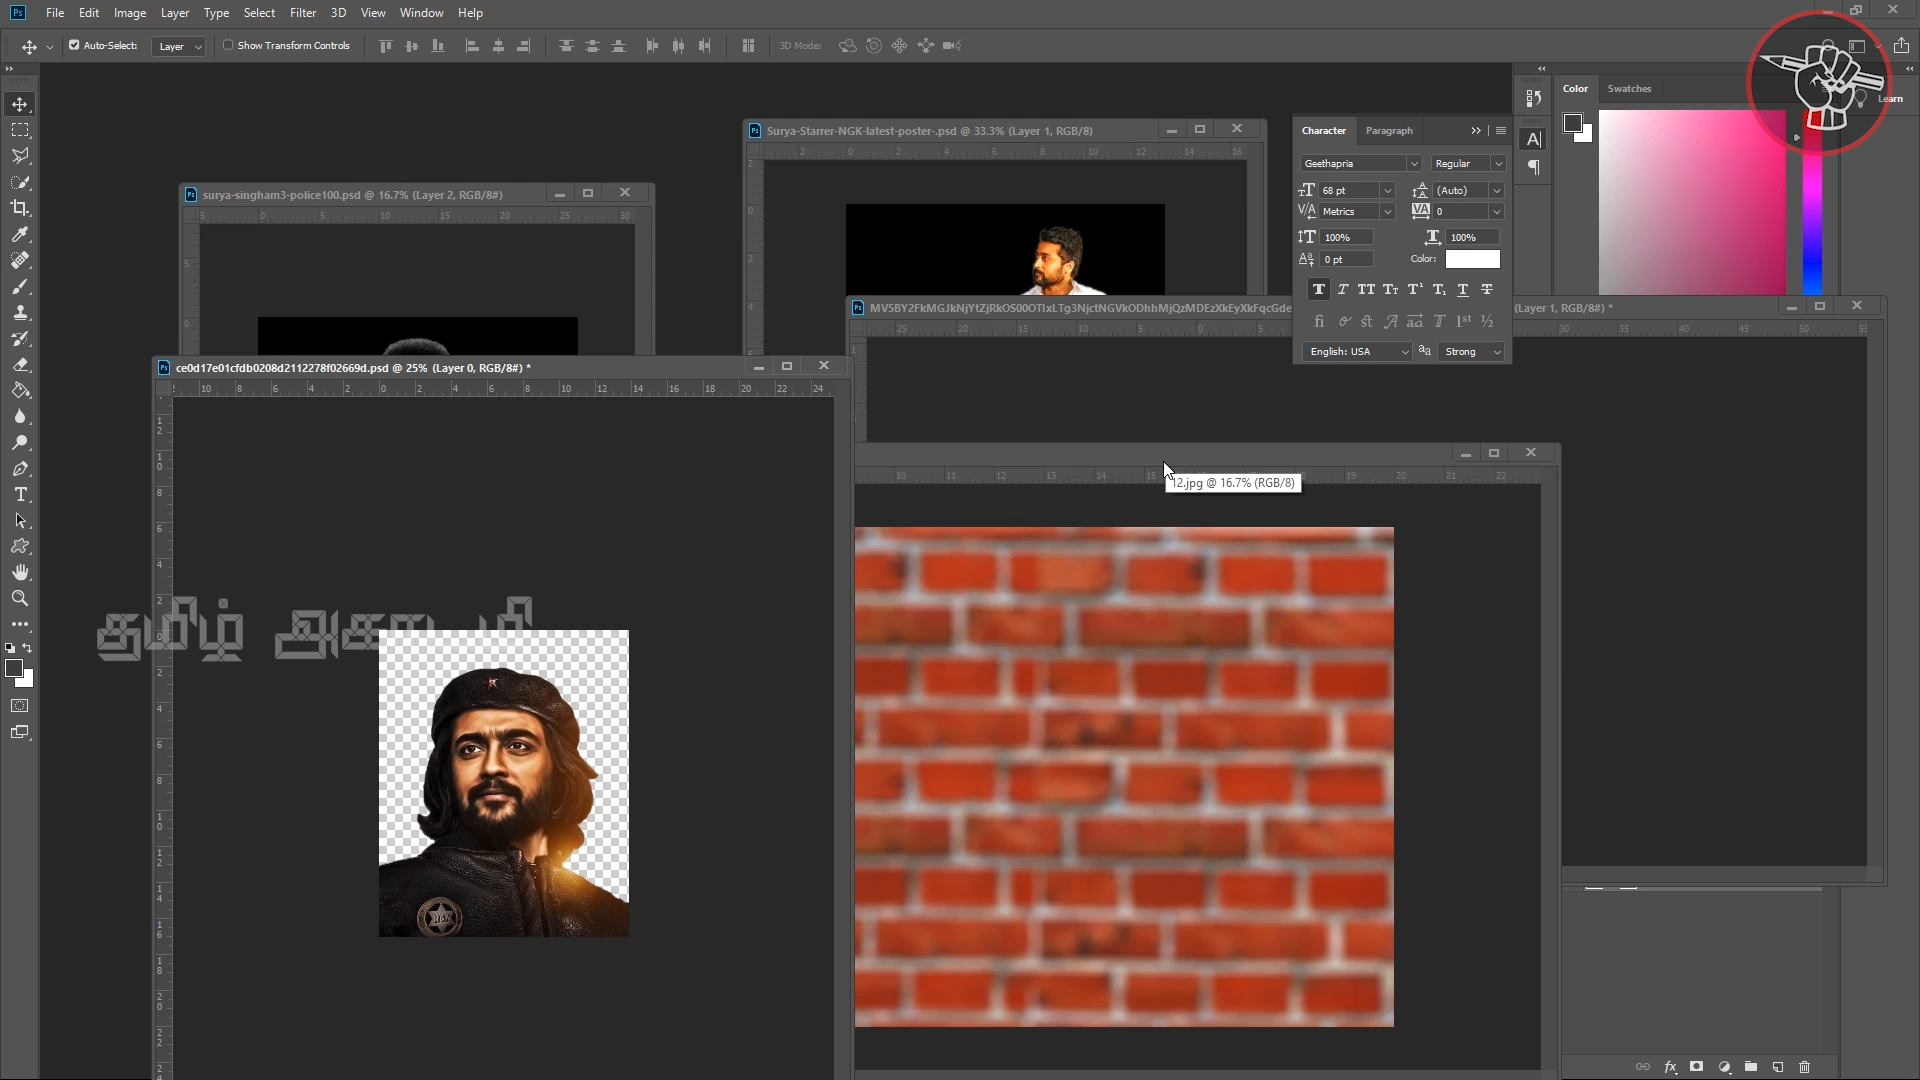 File Edit Image Layer Type Select Filter 3D View Window Help
Auto-Select: Layer Show Transform Controls 3D Mode:
Learn
Color Swatches
Surya-Starrer-NGK-latest-poster-.psd @ 33.3% (Layer 1, RGB/8)
Character Paragraph
Geethapria Regular
68 pt (Auto)
Metrics 0
100% 100%
0 pt Color:
English: USA Strong
surya-singham3-police100.psd @ 16.7% (Layer 2, RGB/8#)
(Layer 1, RGB/8#) *
ce0d17e01cfdb0208d2112278f02669d.psd @ 25% (Layer 0, RGB/8#) *
12.jpg @ 16.7% (RGB/8)
தமிழ்